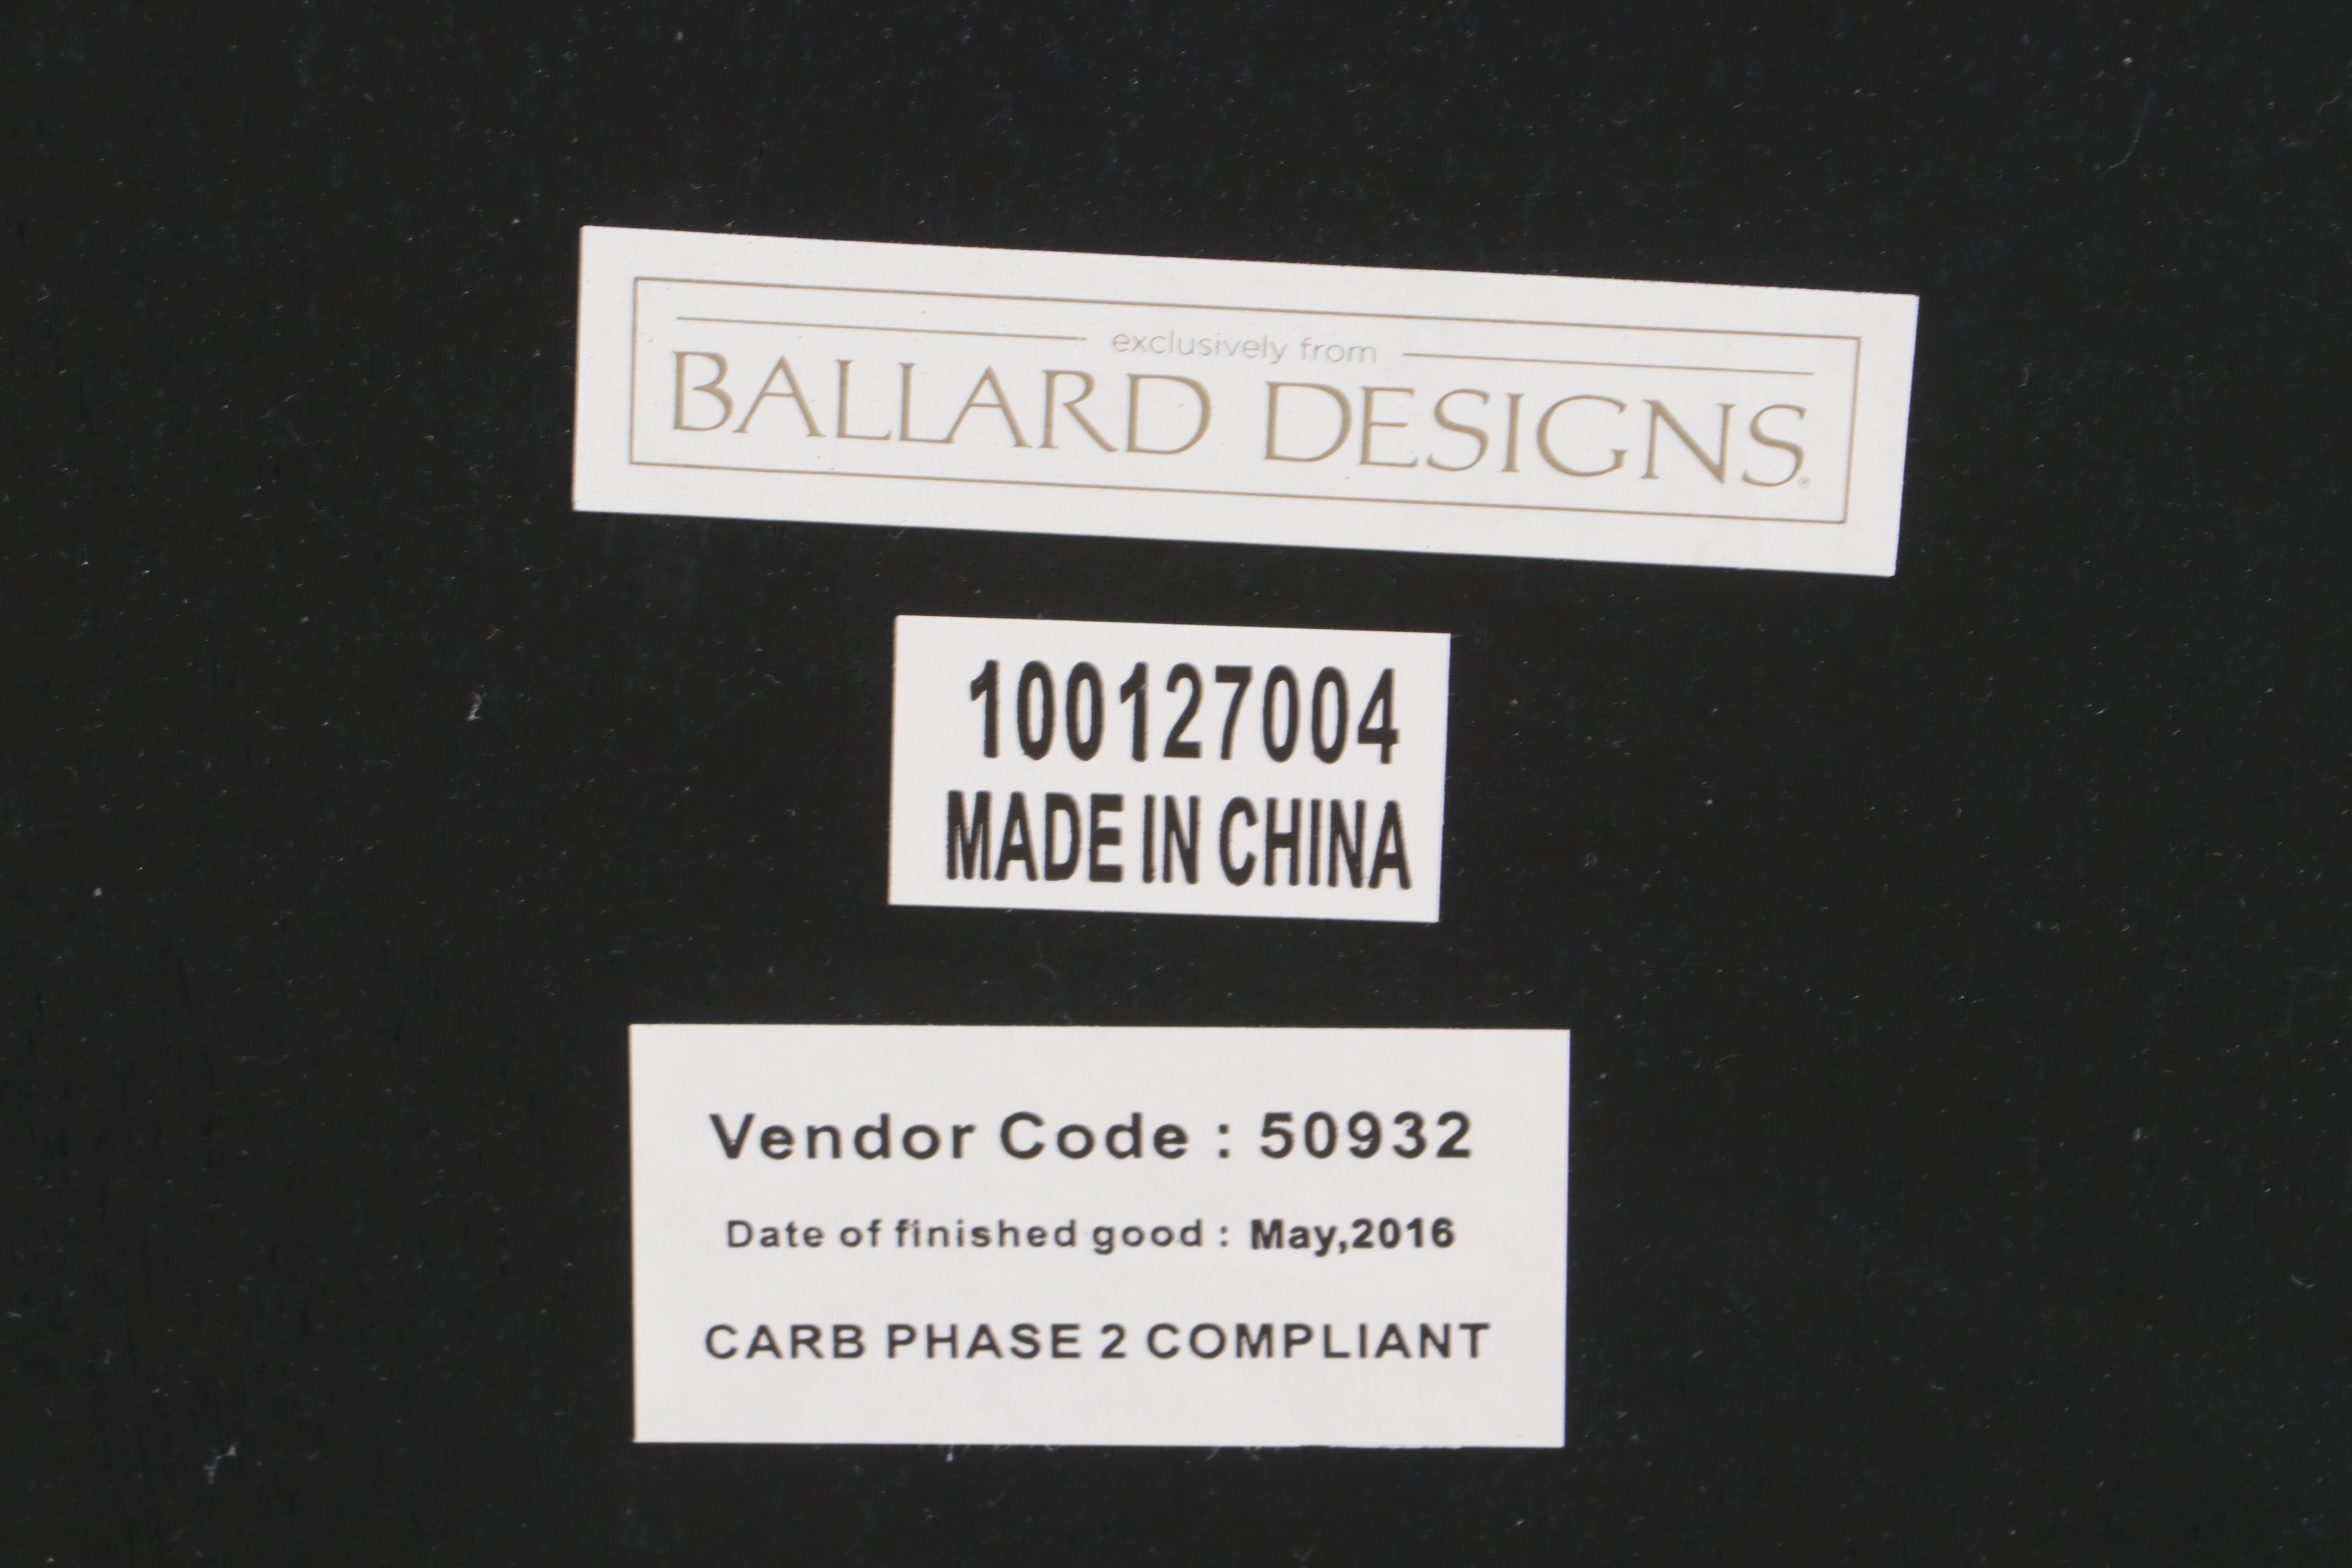 exclusively from
BALLARD DESIGNS®
100127004
MADE IN CHINA
Vendor Code : 50932
Date of finished good : May,2016
CARB PHASE 2 COMPLIANT